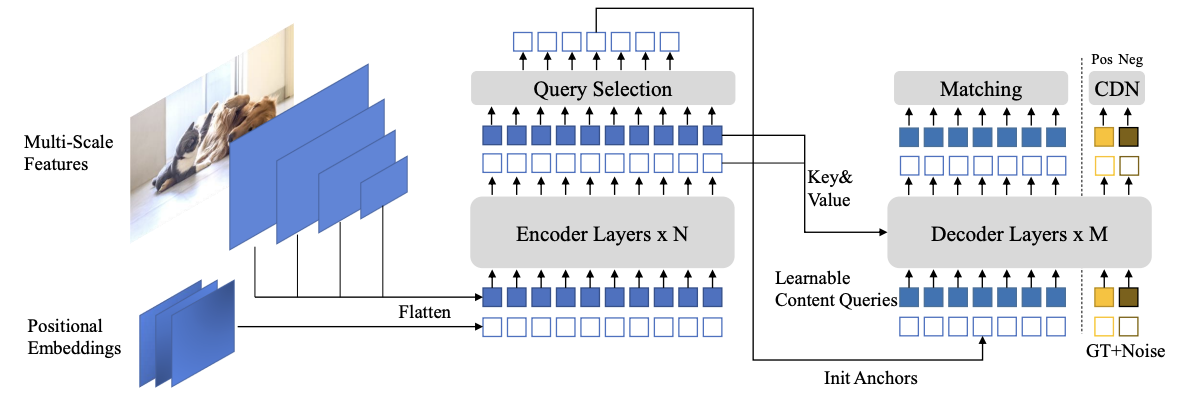 Multi-Scale
Features
Positional
Embeddings
Flatten
Query Selection
Encoder Layers x N
Key&
Value
Learnable
Content Queries
Init Anchors
Matching
Pos Neg
CDN
Decoder Layers x M
GT+Noise